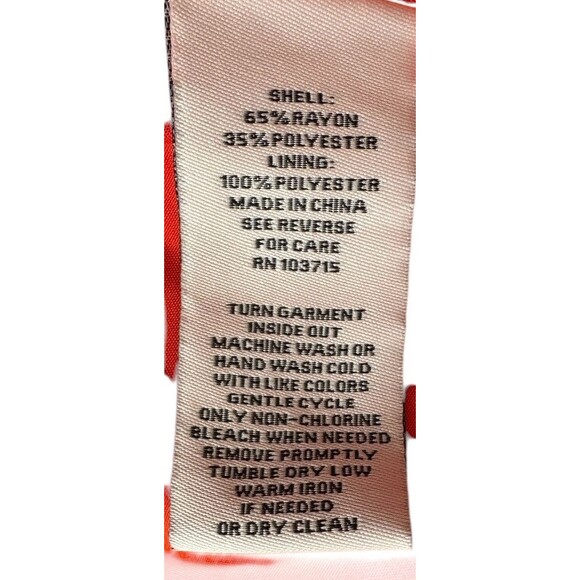 SHELL:
65% RAYON
35% POLYESTER
LINING:
100% POLYESTER
MADE IN CHINA
SEE REVERSE
FOR CARE
RN 103715
TURN GARMENT
INSIDE OUT
MACHINE WASH OR
HAND WASH COLD
WITH LIKE COLORS
GENTLE CYCLE
ONLY NON-CHLORINE
BLEACH WHEN NEEDED
REMOVE PROMPTLY
TUMBLE DRY LOW
WARM IRON
IF NEEDED
OR DRY CLEAN